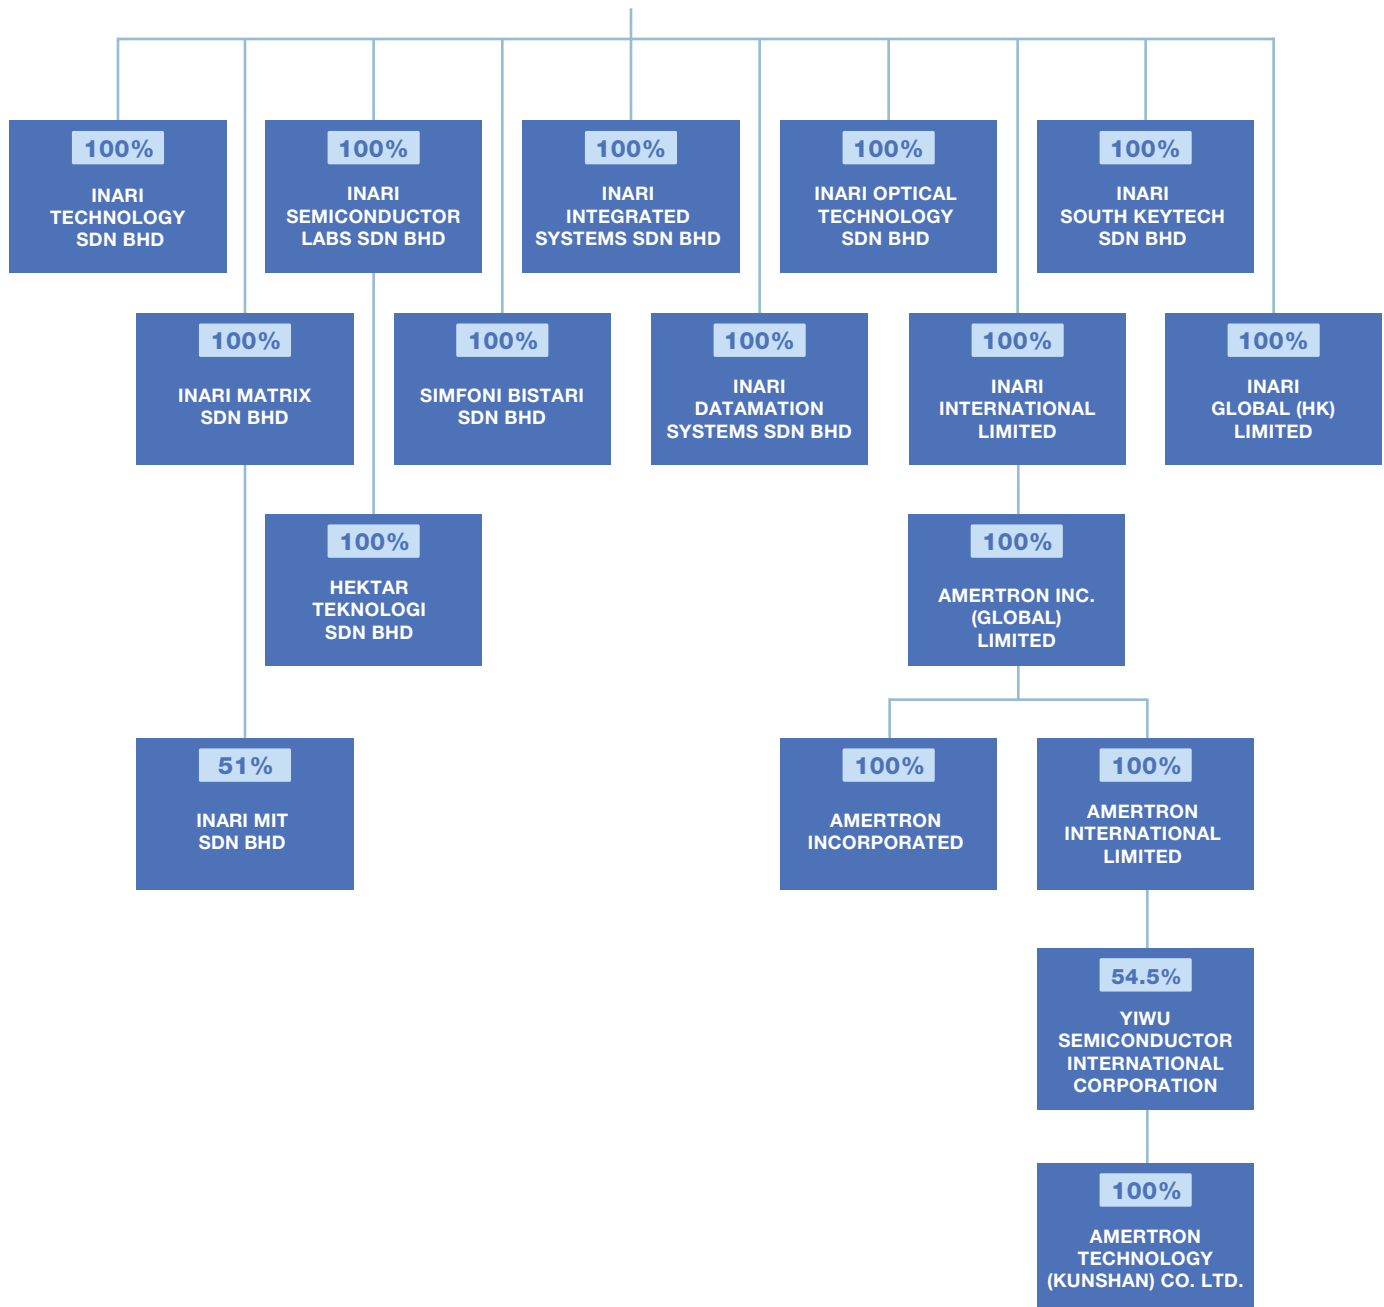 100%
INARI
TECHNOLOGY
SDN BHD
100%
INARI
SEMICONDUCTOR
LABS SDN BHD
100%
INARI
INTEGRATED
SYSTEMS SDN BHD
100%
INARI OPTICAL
TECHNOLOGY
SDN BHD
100%
INARI
SOUTH KEYTECH
SDN BHD
100%
INARI MATRIX
SDN BHD
100%
SIMFONI BISTARI
SDN BHD
100%
INARI
DATAMATION
SYSTEMS SDN BHD
100%
INARI
INTERNATIONAL
LIMITED
100%
INARI
GLOBAL (HK)
LIMITED
100%
HEKTAR
TEKNOLOGI
SDN BHD
100%
AMERTRON INC.
(GLOBAL)
LIMITED
51%
INARI MIT
SDN BHD
100%
AMERTRON
INCORPORATED
100%
AMERTRON
INTERNATIONAL
LIMITED
54.5%
YIWU
SEMICONDUCTOR
INTERNATIONAL
CORPORATION
100%
AMERTRON
TECHNOLOGY
(KUNSHAN) CO. LTD.